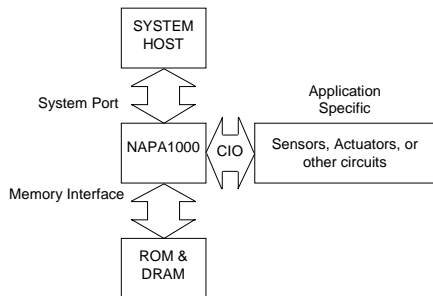 SYSTEM
HOST
System Port
Application
Specific
NAPA1000
CIO
Sensors, Actuators, or
other circuits
Memory Interface
ROM &
DRAM